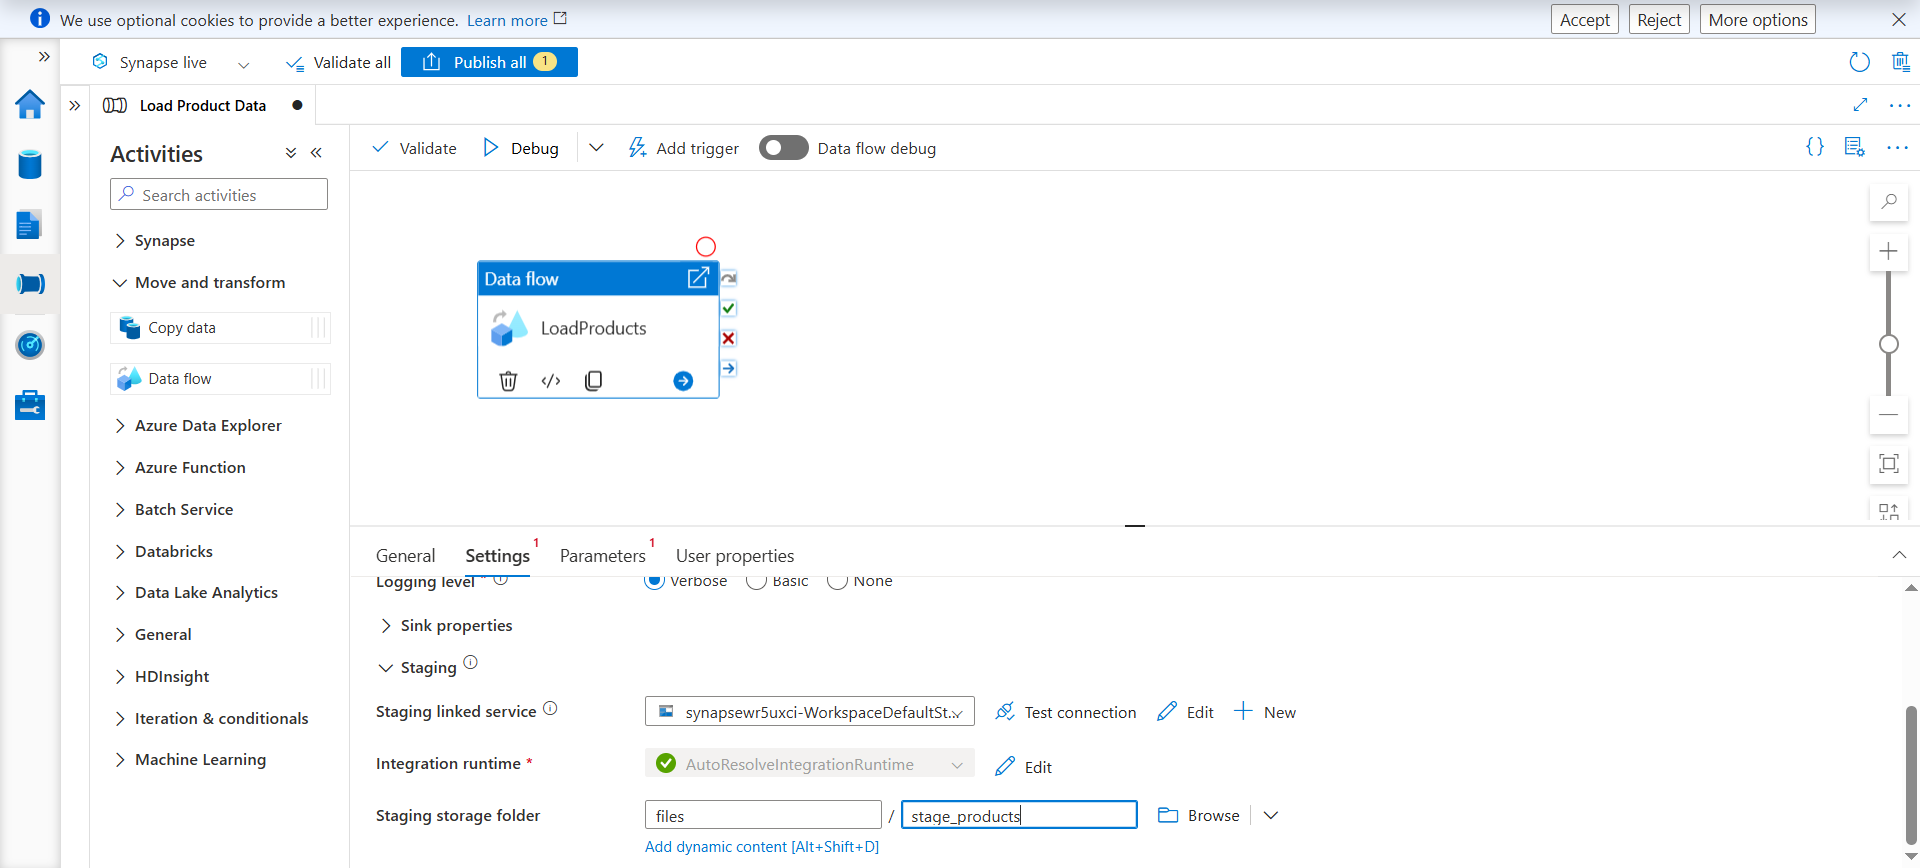 We use optional cookies to provide a better experience. Learn more
Accept
Reject
More options
Synapse live
Validate all
Publish all 1
Load Product Data
Activities
Search activities
Synapse
Move and transform
Copy data
Data flow
Azure Data Explorer
Azure Function
Batch Service
Databricks
Data Lake Analytics
General
HDInsight
Iteration & conditionals
Machine Learning
Validate
Debug
Add trigger
Data flow debug
Data flow
LoadProducts
General
Settings 1
Parameters 1
User properties
Logging level * Verbose Basic None
Sink properties
Staging
Staging linked service synapsewr5uxci-WorkspaceDefaultSt... Test connection Edit New
Integration runtime * AutoResolveIntegrationRuntime Edit
Staging storage folder files / stage_products Browse
Add dynamic content [Alt+Shift+D]